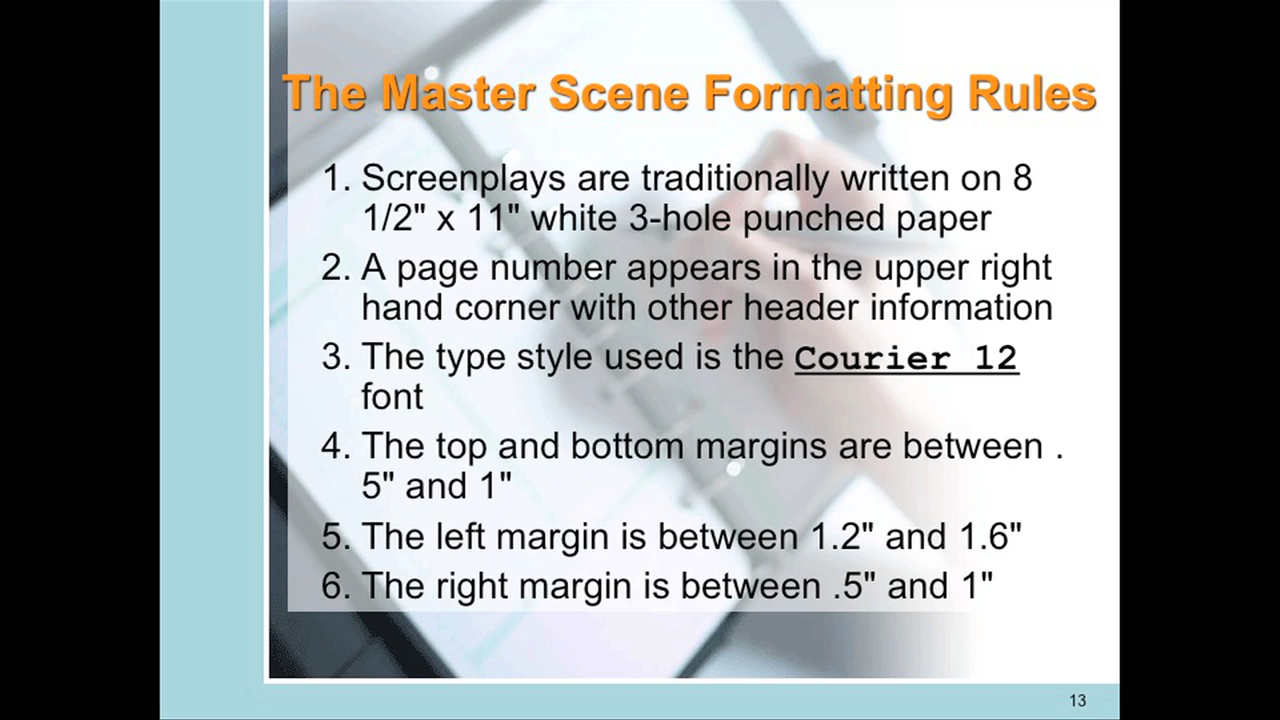 The Master Scene Formatting Rules
1. Screenplays are traditionally written on 8
1/2" x 11" white 3-hole punched paper
2. A page number appears in the upper right
hand corner with other header information
3. The type style used is the Courier 12
font
4. The top and bottom margins are between .
5" and 1"
5. The left margin is between 1.2" and 1.6"
6. The right margin is between .5" and 1"
13